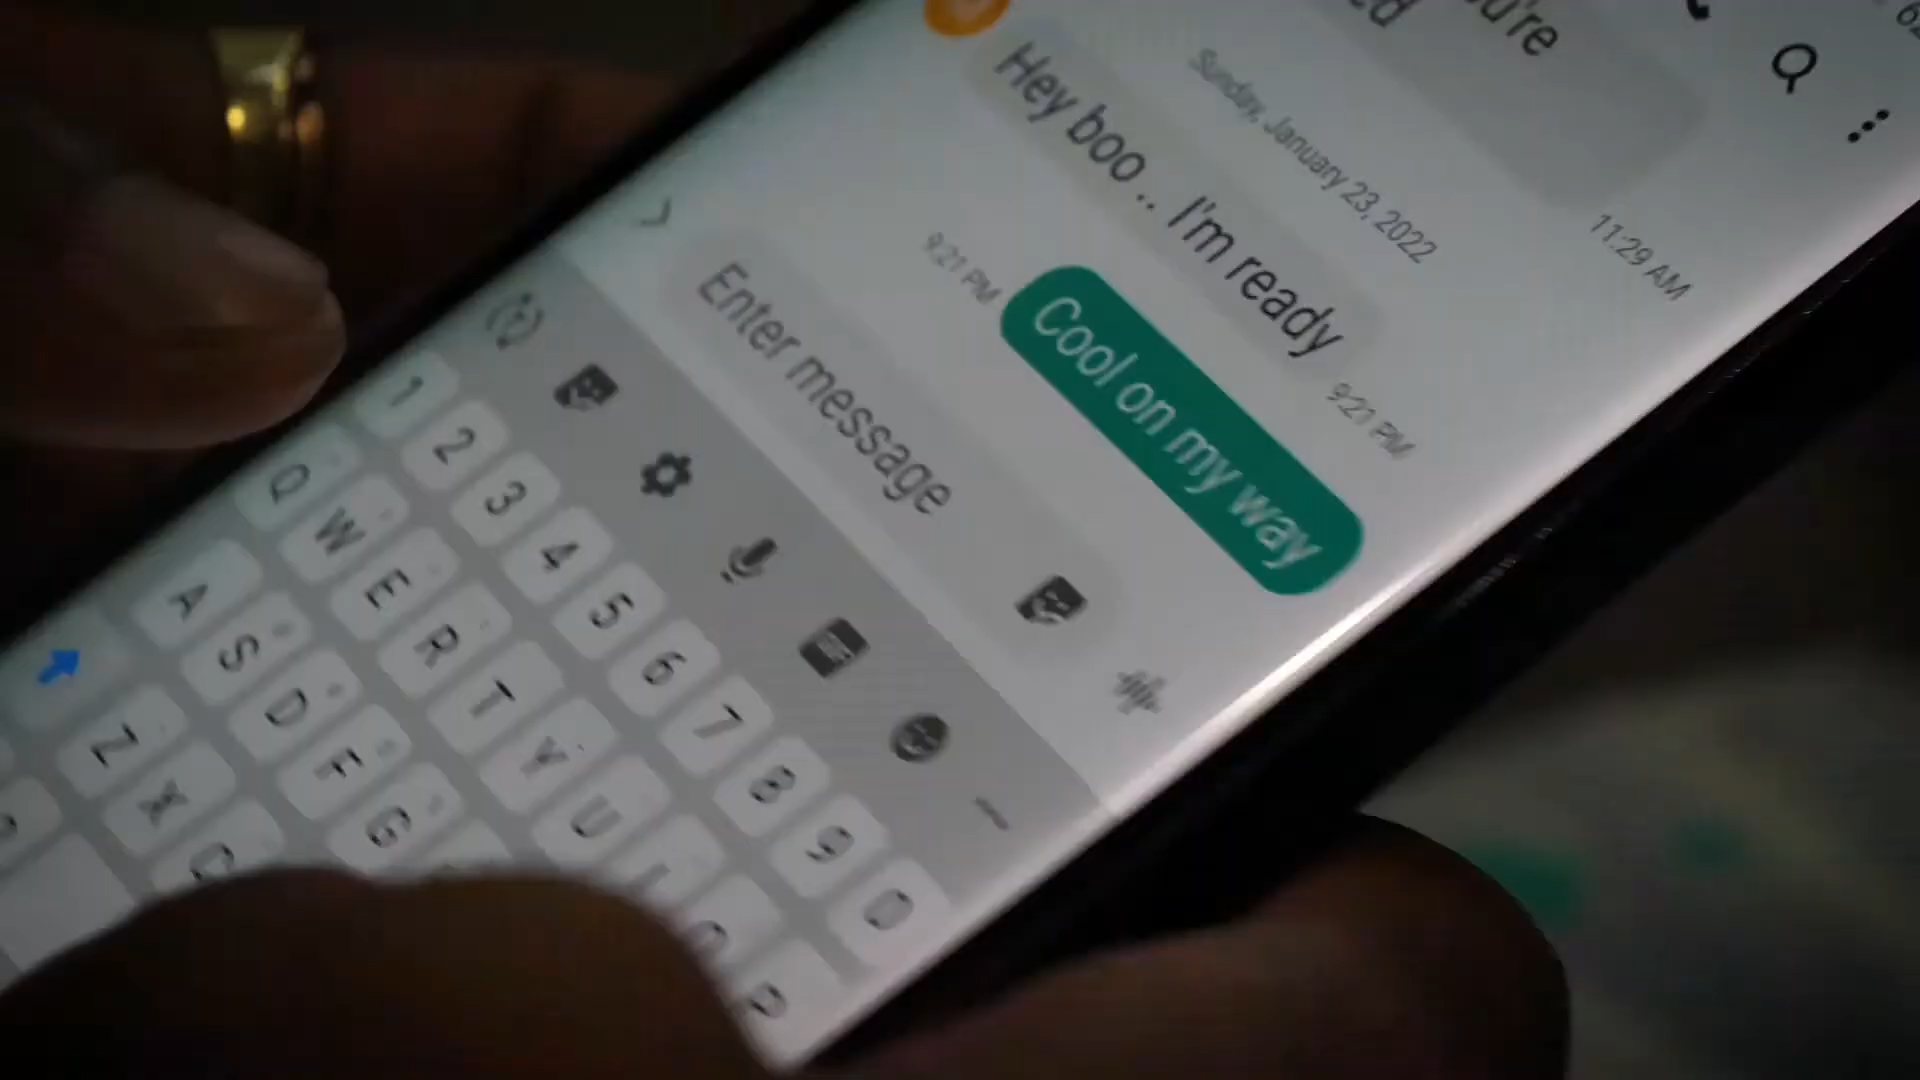 11:29 AM
Sunday, January 23, 2022
Hey boo .. I'm ready
9:21 PM
9:21 PM
Cool on my way
Enter message
1 2 3 4 5 6 7 8 9 0
Q W E R T Y U I O P
A S D F G
Z X C